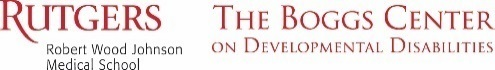 RUTGERS
Robert Wood Johnson
Medical School
THE BOGGS CENTER
ON DEVELOPMENTAL DISABILITIES